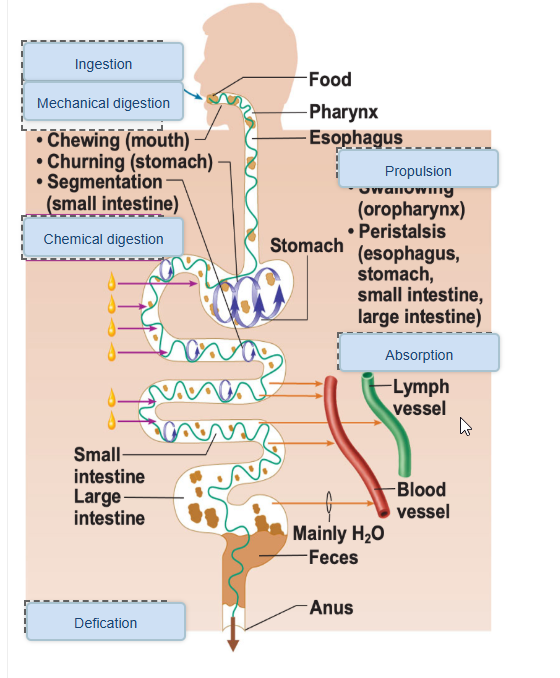 Ingestion
Mechanical digestion
• Chewing (mouth)
• Churning (stomach)
• Segmentation
(small intestine)
Chemical digestion
Food
Pharynx
Esophagus
Propulsion
• Swallowing
(oropharynx)
• Peristalsis
(esophagus,
stomach,
small intestine,
large intestine)
Stomach
Absorption
Lymph
vessel
Small
intestine
Large
intestine
Blood
vessel
Mainly H₂O
Feces
Anus
Defication